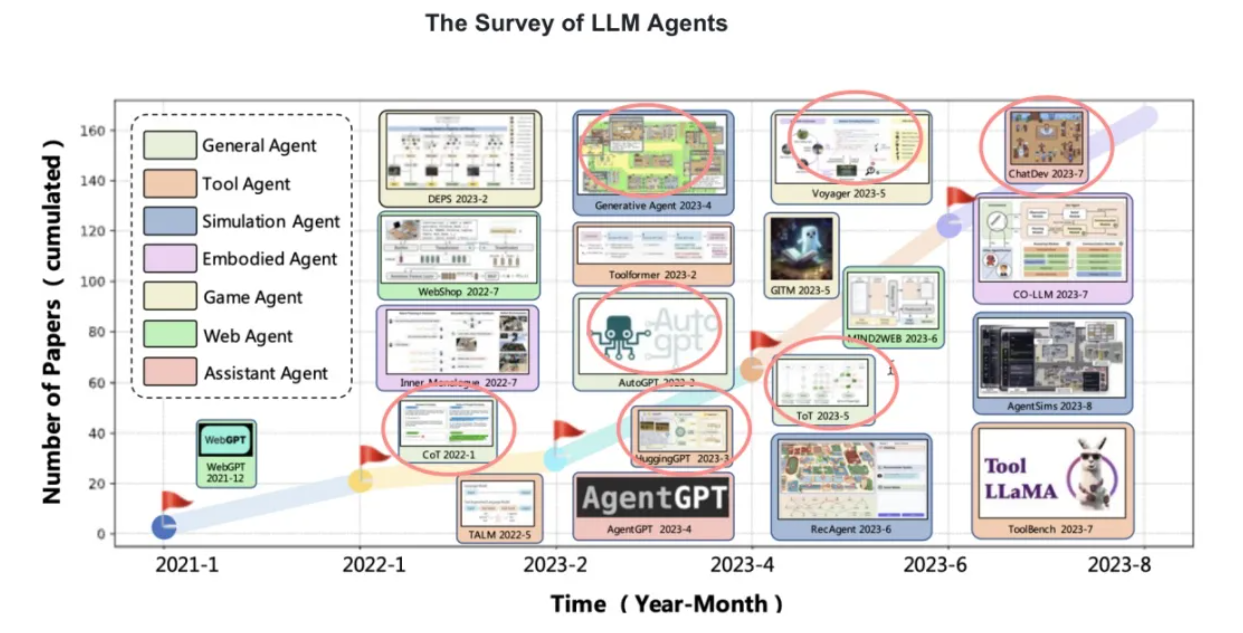 The Survey of LLM Agents
Number of Papers ( cumulated )
160
140
120
100
80
60
40
20
0
General Agent
Tool Agent
Simulation Agent
Embodied Agent
Game Agent
Web Agent
Assistant Agent
WebGPT
WebGPT
2021-12
DEPS 2023-2
WebShop 2022-7
Inner Monologue 2022-7
CoT 2022-1
TALM 2022-5
Generative Agent 2023-4
Toolformer 2023-2
Auto
gpt
AutoGPT
HuggingGPT 2023-3
AgentGPT
AgentGPT 2023-4
Voyager 2023-5
GITM 2023-5
MIND2WEB 2023-6
ToT 2023-5
RecAgent 2023-6
ChatDev 2023-7
CO-LLM 2023-7
AgentSims 2023-8
Tool
LLaMA
ToolBench 2023-7
2021-1
2022-1
2023-2
2023-4
2023-6
2023-8
Time ( Year-Month )